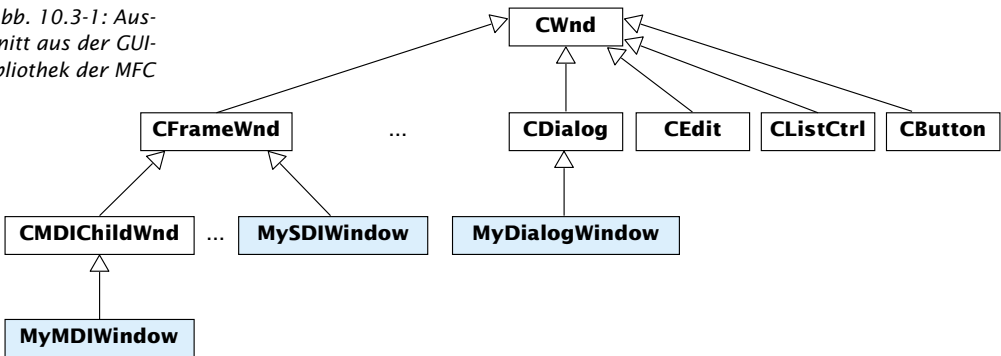 bb. 10.3-1: Aus-
nitt aus der GUI-
bliothek der MFC
CWnd
CFrameWnd
...
CDialog
CEdit
CListCtrl
CButton
CMDIChildWnd
...
MySDIWindow
MyDialogWindow
MyMDIWindow